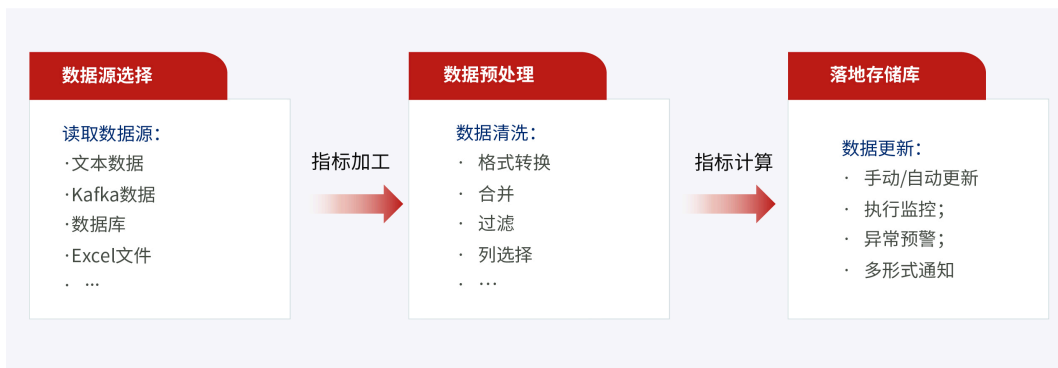 数据源选择
读取数据源：
·文本数据
·Kafka数据
·数据库
·Excel文件
· ...
指标加工
数据预处理
数据清洗：
· 格式转换
· 合并
· 过滤
· 列选择
· ...
指标计算
落地存储库
数据更新：
· 手动/自动更新
· 执行监控；
· 异常预警；
· 多形式通知